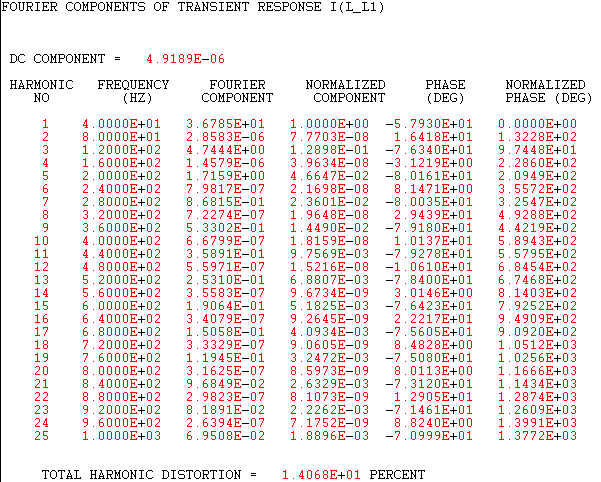 FOURIER COMPONENTS OF TRANSIENT RESPONSE I(L_L1)
DC COMPONENT = 4.9189E-06
HARMONIC FREQUENCY FOURIER NORMALIZED PHASE NORMALIZED
NO (HZ) COMPONENT COMPONENT (DEG) PHASE (DEG)
1 4.0000E+01 3.6785E+01 1.0000E+00 -5.7930E+01 0.0000E+00
2 8.0000E+01 2.8583E-06 7.7703E-08 1.6418E+01 1.3228E+02
3 1.2000E+02 4.7444E+00 1.2898E-01 -7.6340E+01 9.7448E+01
4 1.6000E+02 1.4579E-06 3.9634E-08 -3.1219E+00 2.2860E+02
5 2.0000E+02 1.7159E+00 4.6647E-02 -8.0161E+01 2.0949E+02
6 2.4000E+02 7.9817E-07 2.1698E-08 8.1471E+00 3.5572E+02
7 2.8000E+02 8.6815E-01 2.3601E-02 -8.0035E+01 3.2547E+02
8 3.2000E+02 7.2274E-07 1.9648E-08 2.9439E+01 4.9288E+02
9 3.6000E+02 5.3302E-01 1.4490E-02 -7.9180E+01 4.4219E+02
10 4.0000E+02 6.6799E-07 1.8159E-08 1.0137E+01 5.8943E+02
11 4.4000E+02 3.5891E-01 9.7569E-03 -7.9278E+01 5.5795E+02
12 4.8000E+02 5.5971E-07 1.5216E-08 -1.0610E+01 6.8454E+02
13 5.2000E+02 2.5310E-01 6.8807E-03 -7.8400E+01 6.7468E+02
14 5.6000E+02 3.5583E-07 9.6734E-09 3.0146E+00 8.1403E+02
15 6.0000E+02 1.9064E-01 5.1825E-03 -7.6423E+01 7.9252E+02
16 6.4000E+02 3.4079E-07 9.2645E-09 2.2217E+01 9.4909E+02
17 6.8000E+02 1.5058E-01 4.0934E-03 -7.5605E+01 9.0920E+02
18 7.2000E+02 3.3329E-07 9.0605E-09 8.4828E+00 1.0512E+03
19 7.6000E+02 1.1945E-01 3.2472E-03 -7.5080E+01 1.0256E+03
20 8.0000E+02 3.1625E-07 8.5973E-09 8.0113E+00 1.1666E+03
21 8.4000E+02 9.6849E-02 2.6329E-03 -7.3120E+01 1.1434E+03
22 8.8000E+02 2.9823E-07 8.1073E-09 1.2905E+01 1.2874E+03
23 9.2000E+02 8.1891E-02 2.2262E-03 -7.1461E+01 1.2609E+03
24 9.6000E+02 2.6394E-07 7.1752E-09 8.8240E+00 1.3991E+03
25 1.0000E+03 6.9508E-02 1.8896E-03 -7.0999E+01 1.3772E+03
TOTAL HARMONIC DISTORTION = 1.4068E+01 PERCENT